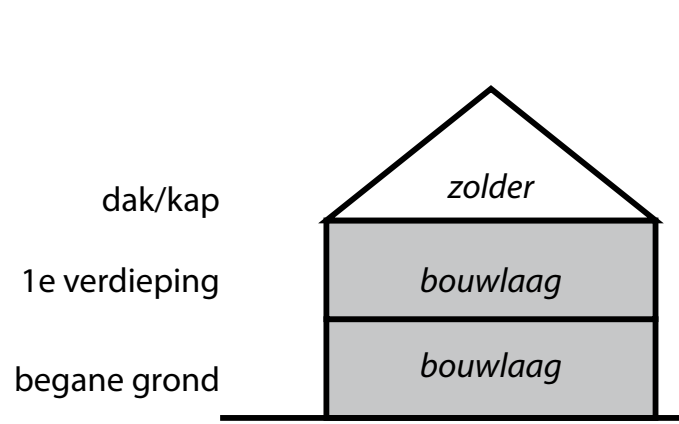 dak/kap
zolder
1e verdieping
bouwlaag
begane grond
bouwlaag